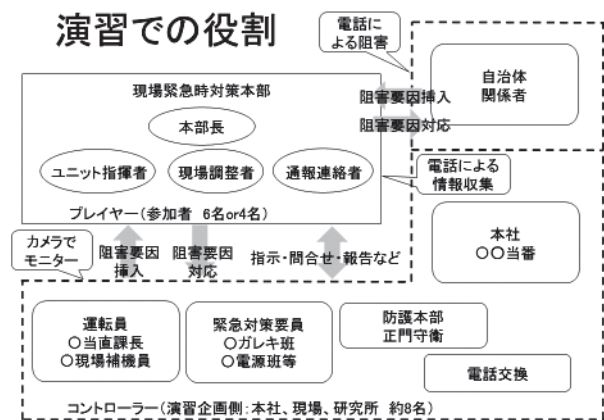 演習での役割
電話に
よる阻害
自治体
関係者
現場緊急時対策本部
阻害要因挿入
阻害要因対応
本部長
ユニット指揮者
現場調整者
通報連絡者
電話による
情報収集
プレイヤー(参加者 6名or4名)
カメラで
モニター
阻害要因
挿入
阻害要因
対応
指示・問合せ・報告など
本社
〇〇当番
運転員
〇当直課長
〇現場補機員
緊急対策要員
〇ガレキ班
〇電源班等
防護本部
正門守衛
電話交換
コントローラー(演習企画側:本社、現場、研究所 約8名)